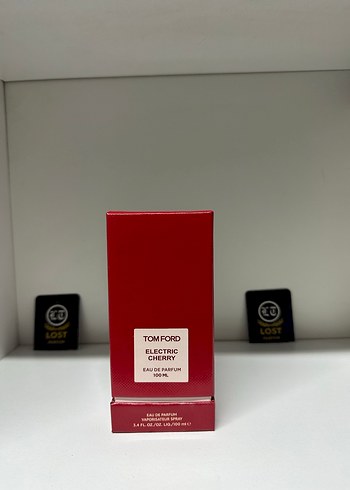 TOM FORD
ELECTRIC
CHERRY
EAU DE PARFUM
100 ML
EAU DE PARFUM
VAPORISATEUR SPRAY
3.4 FL.OZ./OZ. LIQ/100 ml ℮
LOST
LOST